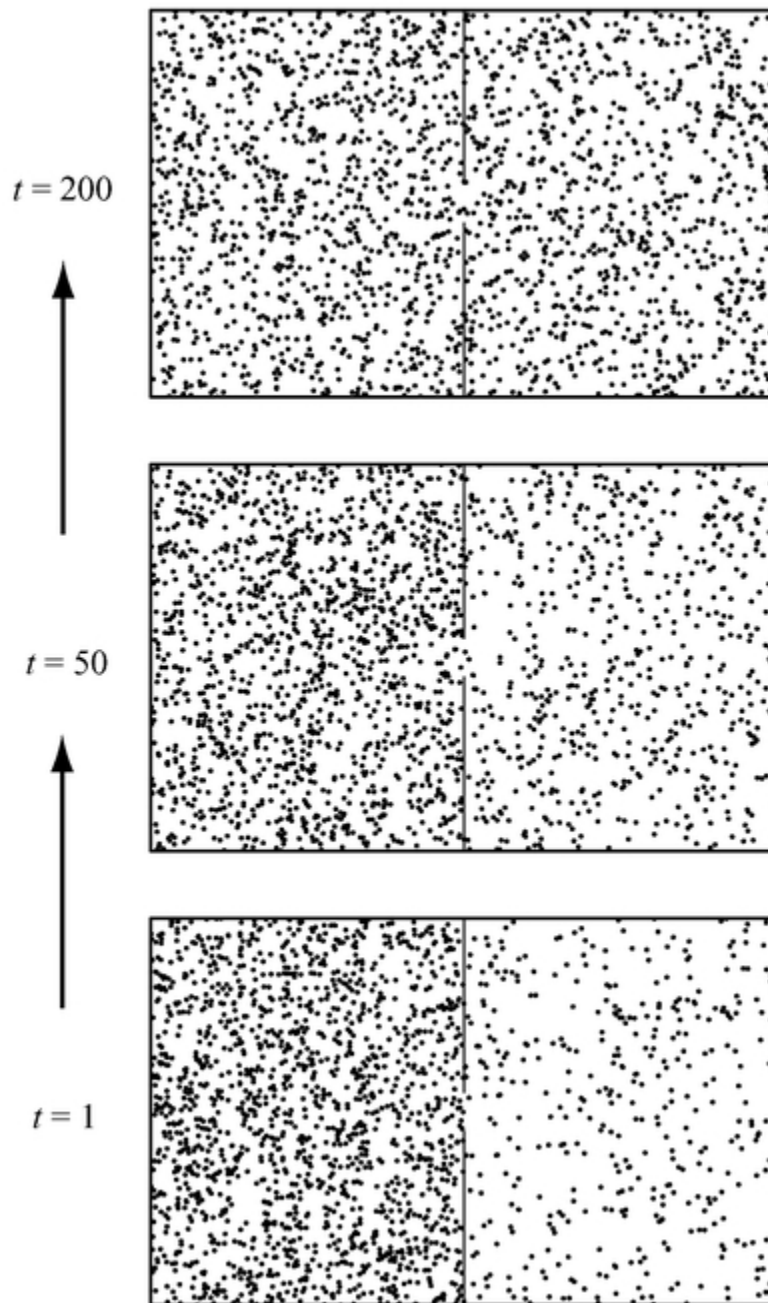 t = 200
t = 50
t = 1